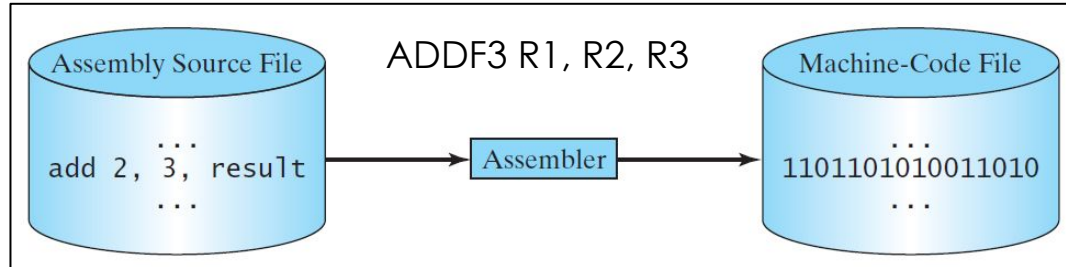 ADDF3 R1, R2, R3
Assembly Source File
...
add 2, 3, result
...
Assembler
Machine-Code File
...
1101101010011010
...